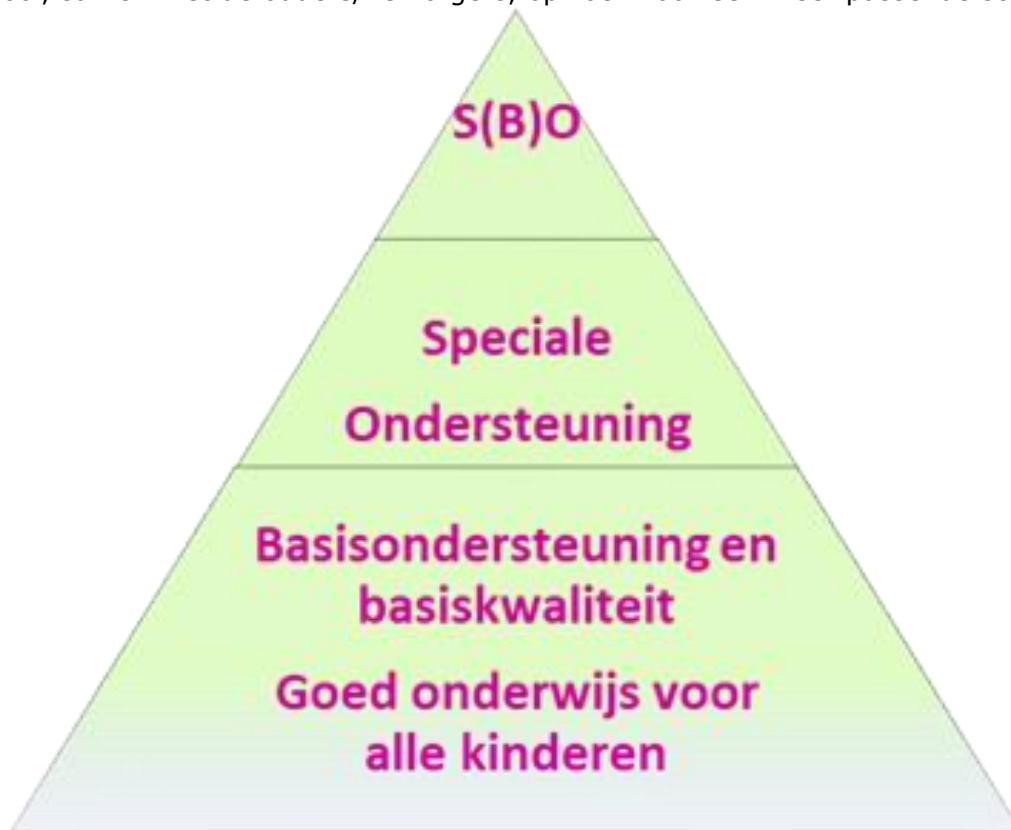 S(B)O
Speciale
Ondersteuning
Basisondersteuning en
basiskwaliteit
Goed onderwijs voor
alle kinderen